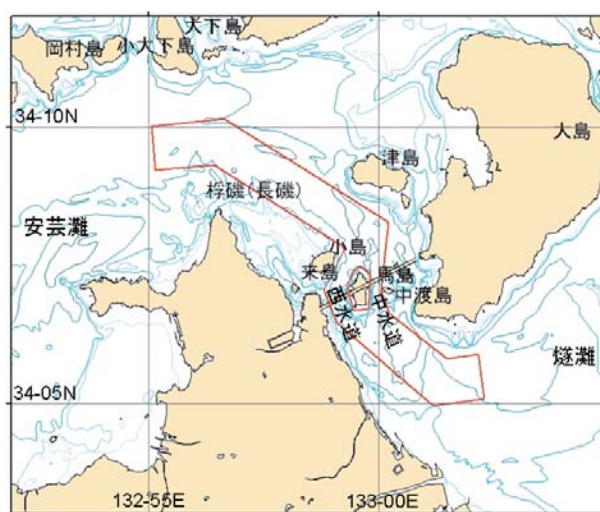 大下島
岡村島
小大下島
34-10N
大島
津島
桴磯(長磯)
安芸灘
小島
来島
馬島
中渡島
西水道
中水道
燧灘
34-05N
132-55E
133-00E